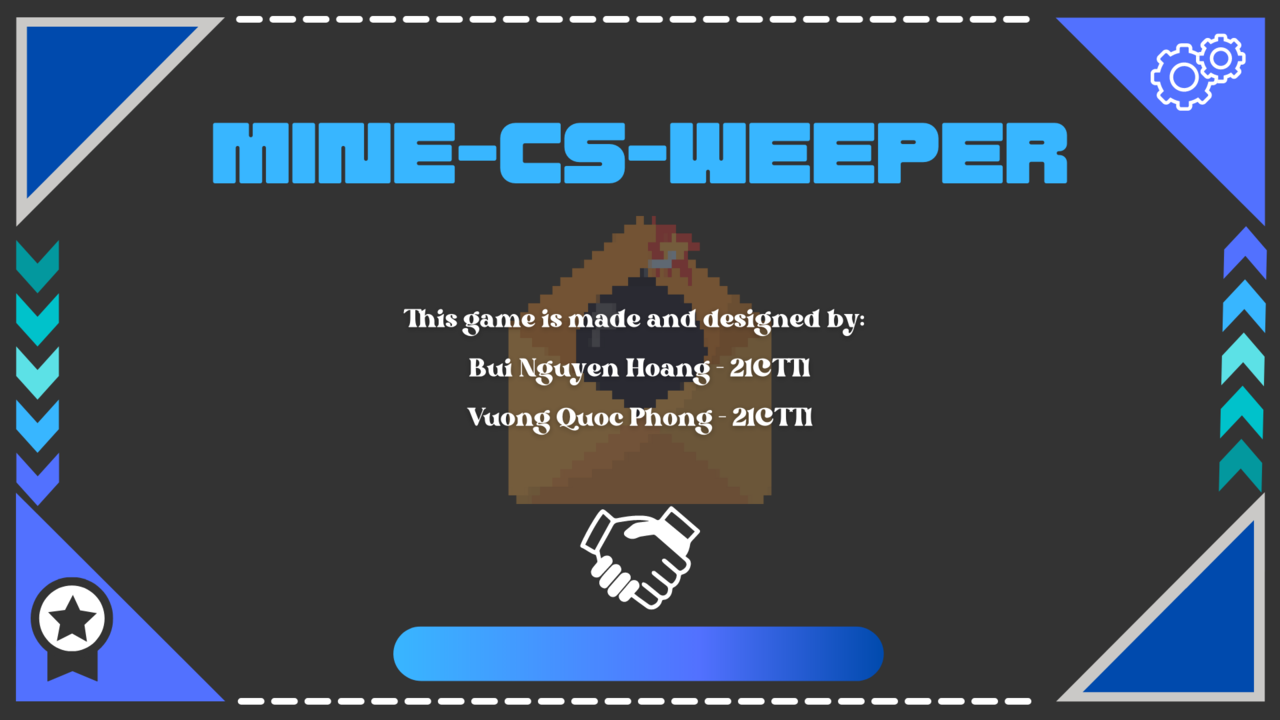 MINE-CS-WEEPER
This game is made and designed by:
Bui Nguyen Hoang - 21CTT1
Vuong Quoc Phong - 21CTT1